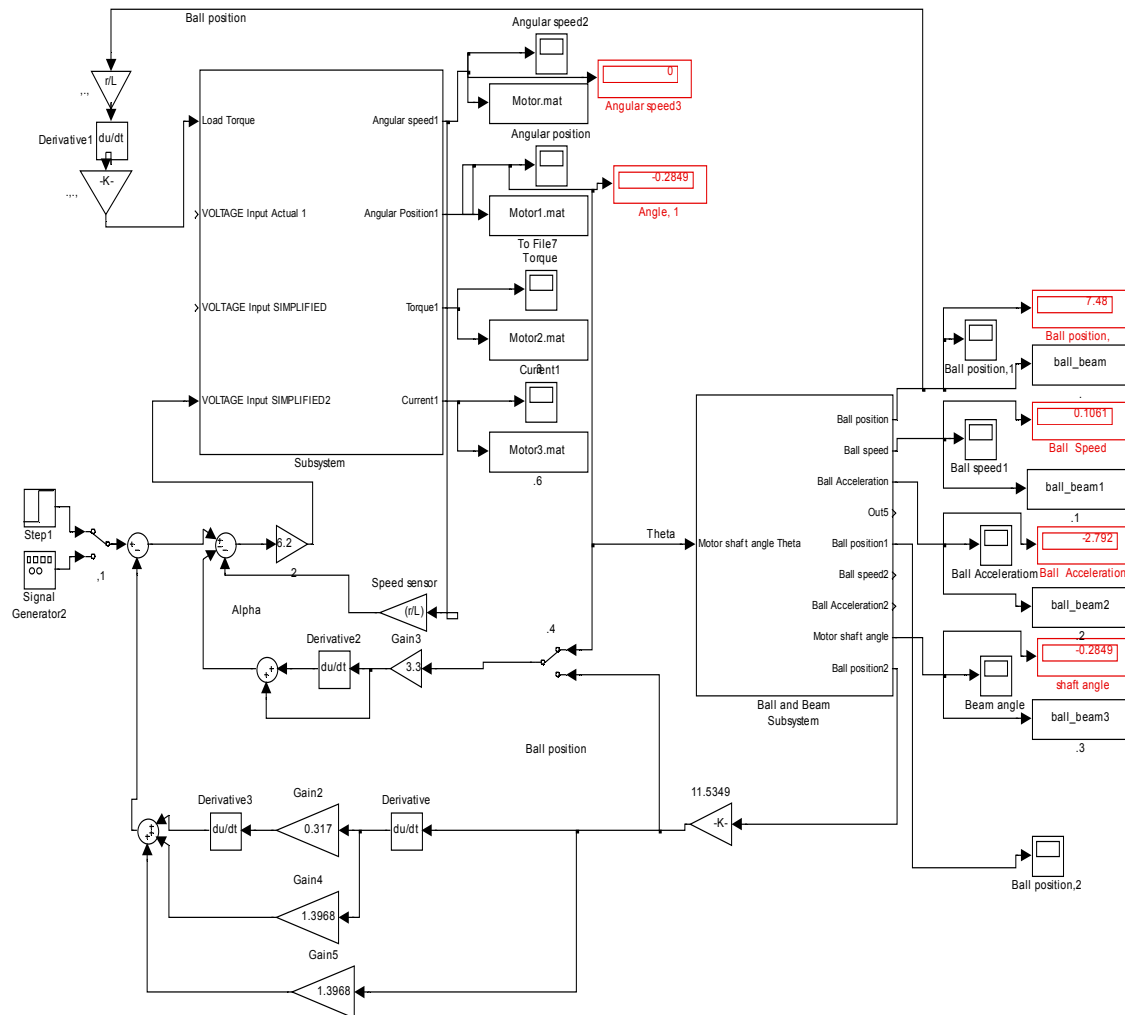 Ball position
r/L
,.,
Derivative1
du/dt
-K-
.,.,
Load Torque
VOLTAGE Input Actual 1
VOLTAGE Input SIMPLIFIED
VOLTAGE Input SIMPLIFIED2
Angular speed1
Angular Position1
Torque1
Current1
Subsystem
Angular speed2
Motor.mat
0
Angular speed3
Angular position
-0.2849
Angle, 1
Motor1.mat
To File7
Torque
Motor2.mat
Current1
Motor3.mat
.6
Step1
Signal
Generator2
,1
6.2
2
Speed sensor
(r/L)
Alpha
Derivative2
du/dt
Gain3
3.3
.4
Theta
Motor shaft angle Theta
Ball position
Ball speed
Ball Acceleration
Out5
Ball position1
Ball speed2
Ball Acceleration2
Motor shaft angle
Ball position2
Ball and Beam
Subsystem
7.48
Ball position,
Ball position,1
ball_beam
.
0.1061
Ball Speed
Ball speed1
ball_beam1
.1
-2.792
Ball Acceleration
Ball Accelerationm
ball_beam2
.2
-0.2849
shaft angle
Beam angle
ball_beam3
.3
Ball position
11.5349
-K-
Derivative3
du/dt
Gain2
0.317
Derivative
du/dt
Gain4
1.3968
Gain5
1.3968
Ball position,2